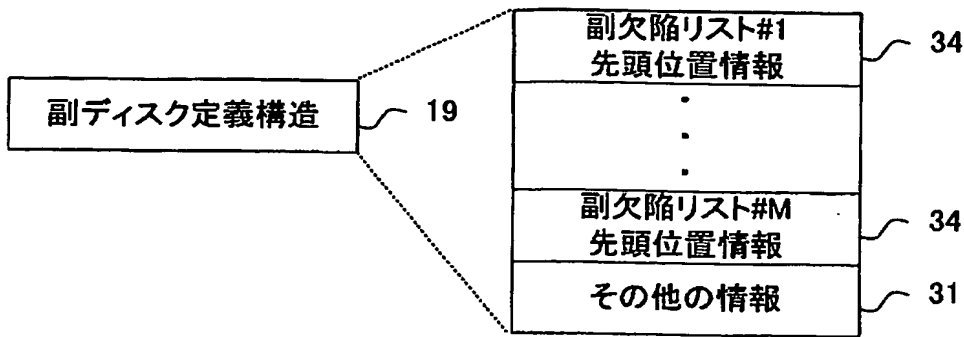 副ディスク定義構造
19
副欠陥リスト#1
先頭位置情報
34
副欠陥リスト#M
先頭位置情報
34
その他の情報
31